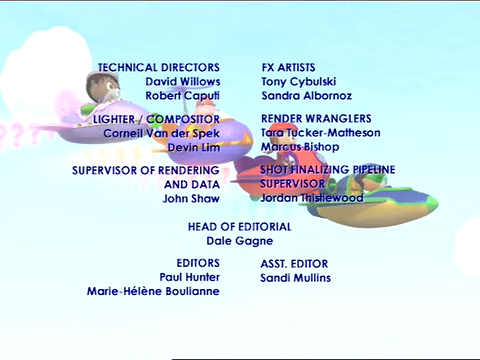 TECHNICAL DIRECTORS
David Willows
Robert Caputi
FX ARTISTS
Tony Cybulski
Sandra Albornoz
LIGHTER / COMPOSITOR
Corneil Van der Spek
Devin Lim
RENDER WRANGLERS
Tara Tucker-Matheson
Marcus Bishop
SUPERVISOR OF RENDERING
AND DATA
John Shaw
SHOT FINALIZING PIPELINE
SUPERVISOR
Jordan Thistlewood
HEAD OF EDITORIAL
Dale Gagne
EDITORS
Paul Hunter
Marie-Hélène Boulianne
ASST. EDITOR
Sandi Mullins